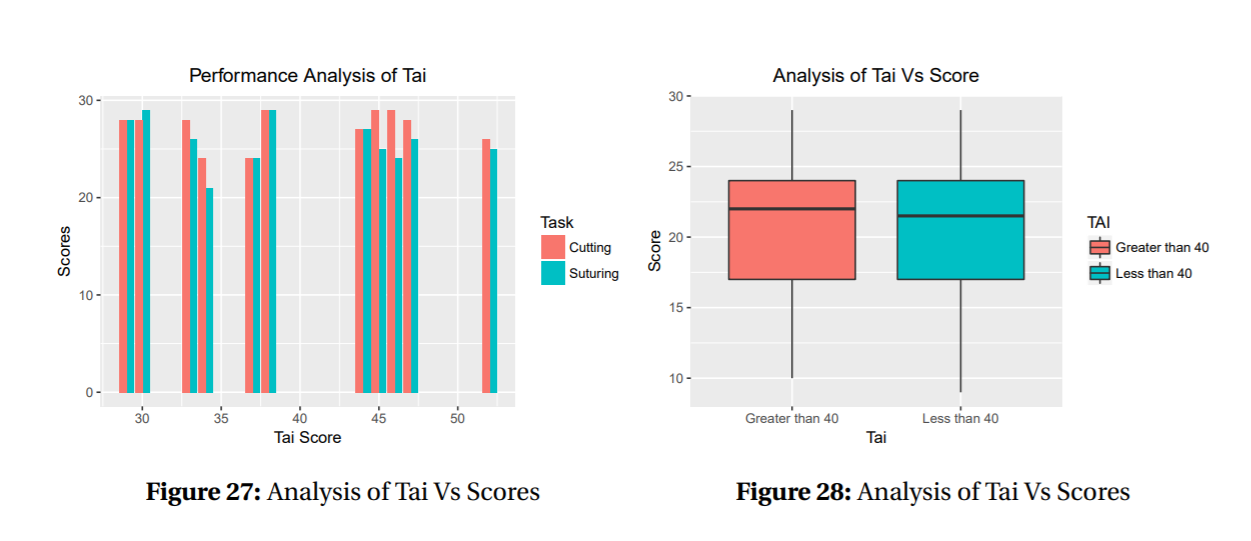 Performance Analysis of Tai
30
20
10
0
Scores
30
35
40
45
50
Tai Score
Task
Cutting
Suturing
Figure 27: Analysis of Tai Vs Scores
Analysis of Tai Vs Score
30
25
20
15
10
Score
Greater than 40
Less than 40
Tai
TAI
Greater than 40
Less than 40
Figure 28: Analysis of Tai Vs Scores